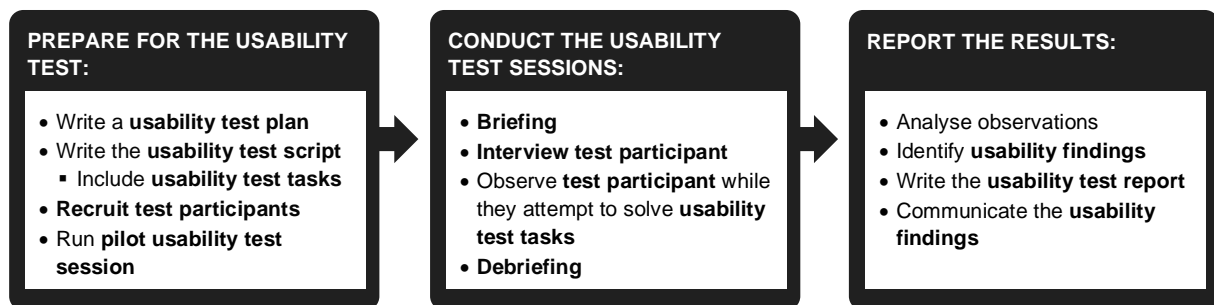 PREPARE FOR THE USABILITY
TEST:
• Write a usability test plan
• Write the usability test script
▪ Include usability test tasks
• Recruit test participants
• Run pilot usability test
session
CONDUCT THE USABILITY
TEST SESSIONS:
• Briefing
• Interview test participant
• Observe test participant while
they attempt to solve usability
test tasks
• Debriefing
REPORT THE RESULTS:
• Analyse observations
• Identify usability findings
• Write the usability test report
• Communicate the usability
findings